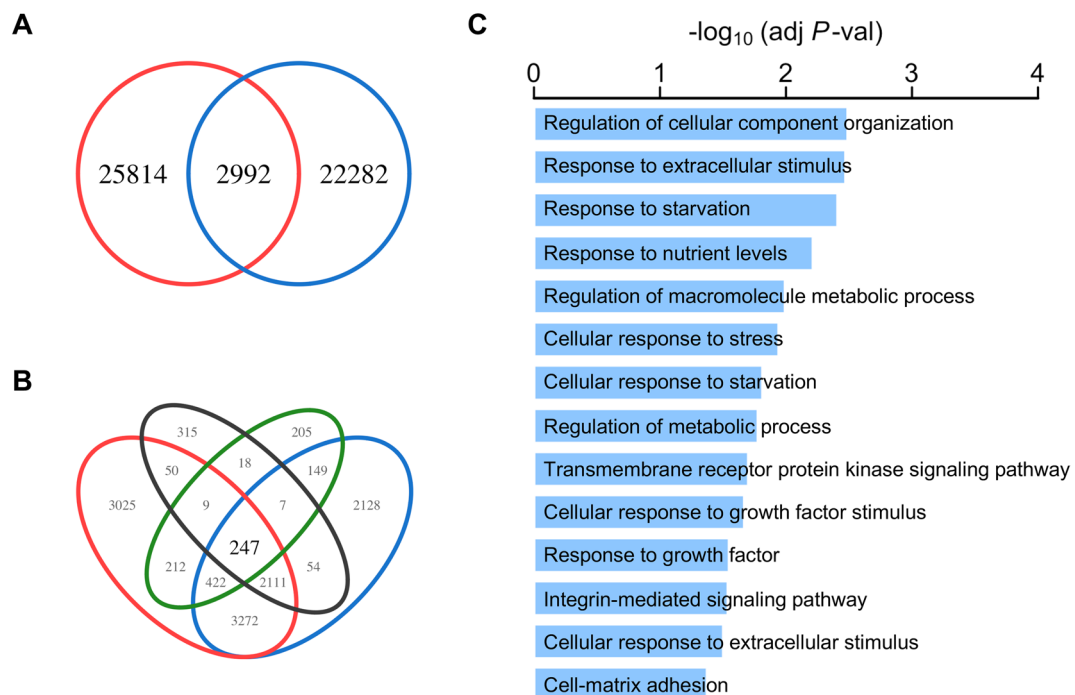 A
25814 2992 22282
B
315 205
50 18 149
3025 9 7 2128
247
212 422 2111 54
3272
C
-log10 (adj P-val)
0 1 2 3 4
Regulation of cellular component organization
Response to extracellular stimulus
Response to starvation
Response to nutrient levels
Regulation of macromolecule metabolic process
Cellular response to stress
Cellular response to starvation
Regulation of metabolic process
Transmembrane receptor protein kinase signaling pathway
Cellular response to growth factor stimulus
Response to growth factor
Integrin-mediated signaling pathway
Cellular response to extracellular stimulus
Cell-matrix adhesion